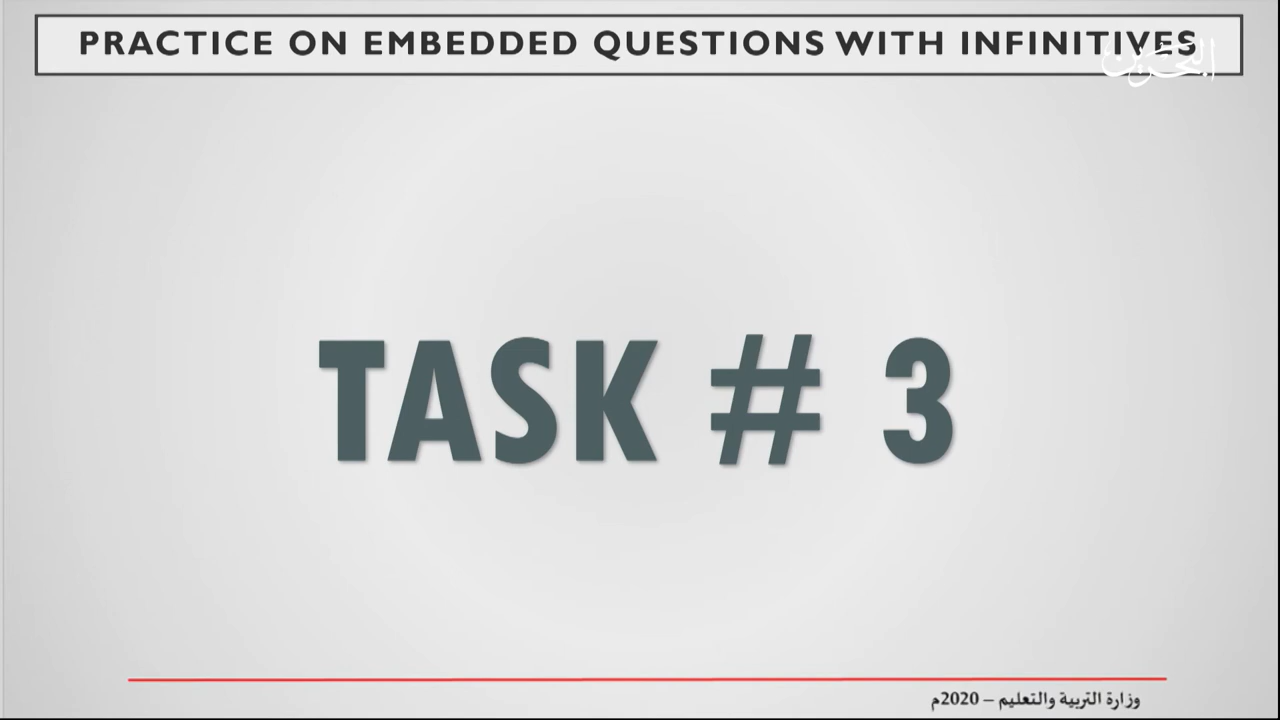 PRACTICE ON EMBEDDED QUESTIONS WITH INFINITIVES
البحرين
TASK # 3
وزارة التربية والتعليم – 2020م